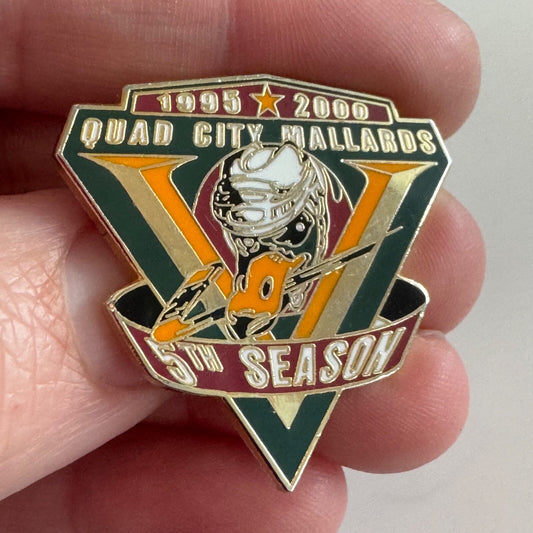 1995 ★ 2000
QUAD CITY MALLARDS
V
5TH SEASON